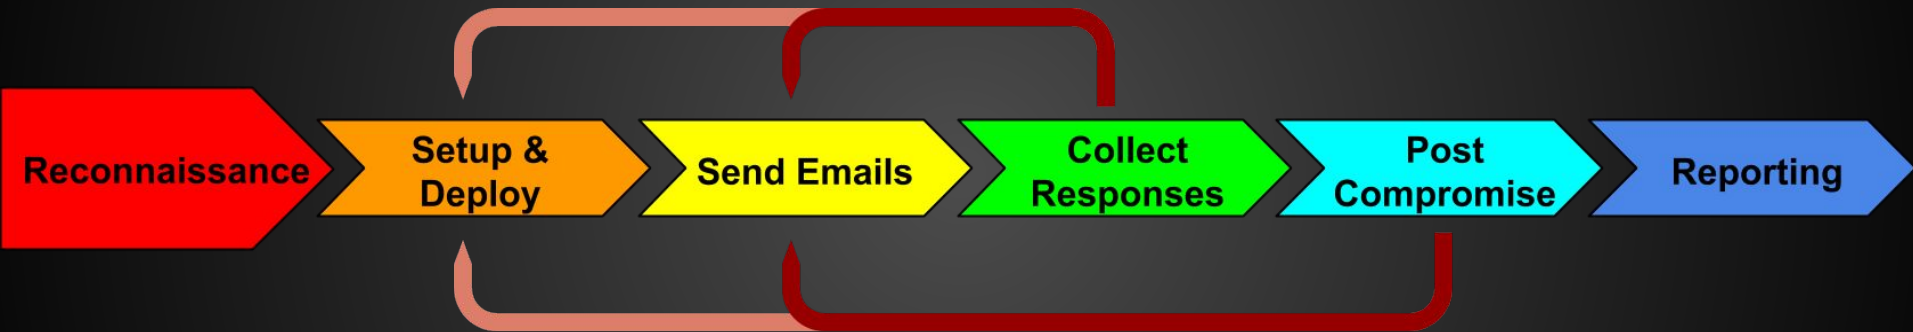 Reconnaissance
Setup &
Deploy
Send Emails
Collect
Responses
Post
Compromise
Reporting